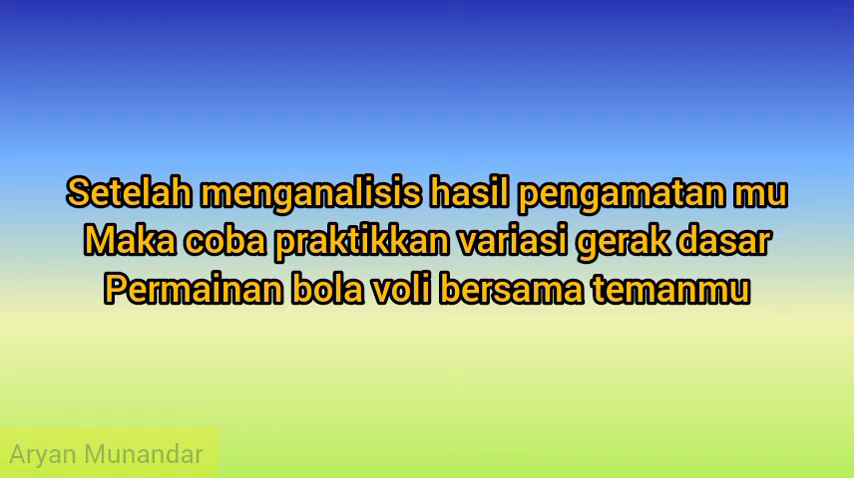 Setelah menganalisis hasil pengamatan mu
Maka coba praktikkan variasi gerak dasar
Permainan bola voli bersama temanmu
Aryan Munandar